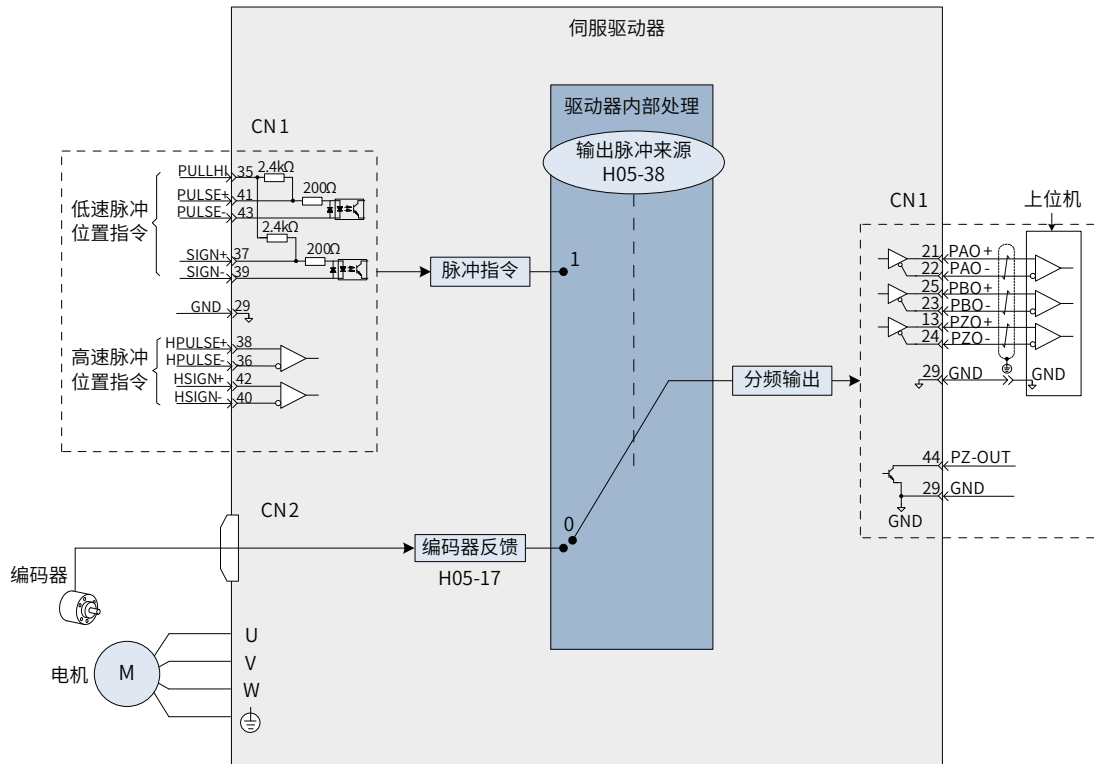 伺服驱动器
驱动器内部处理
输出脉冲来源
H05-38
CN1
PULLHI 35 2.4kΩ
PULSE+ 41 200Ω
PULSE- 43
2.4kΩ
SIGN+ 37 200Ω
SIGN- 39
低速脉冲
位置指令
GND 29
HPULSE+ 38
HPULSE- 36
HSIGN+ 42
HSIGN- 40
高速脉冲
位置指令
脉冲指令
1
CN2
编码器
编码器反馈
H05-17
0
分频输出
CN1
上位机
21 PAO+
22 PAO-
25 PBO+
23 PBO-
13 PZO+
24 PZO-
29 GND GND
44 PZ-OUT
29 GND
GND
电机
M
U
V
W